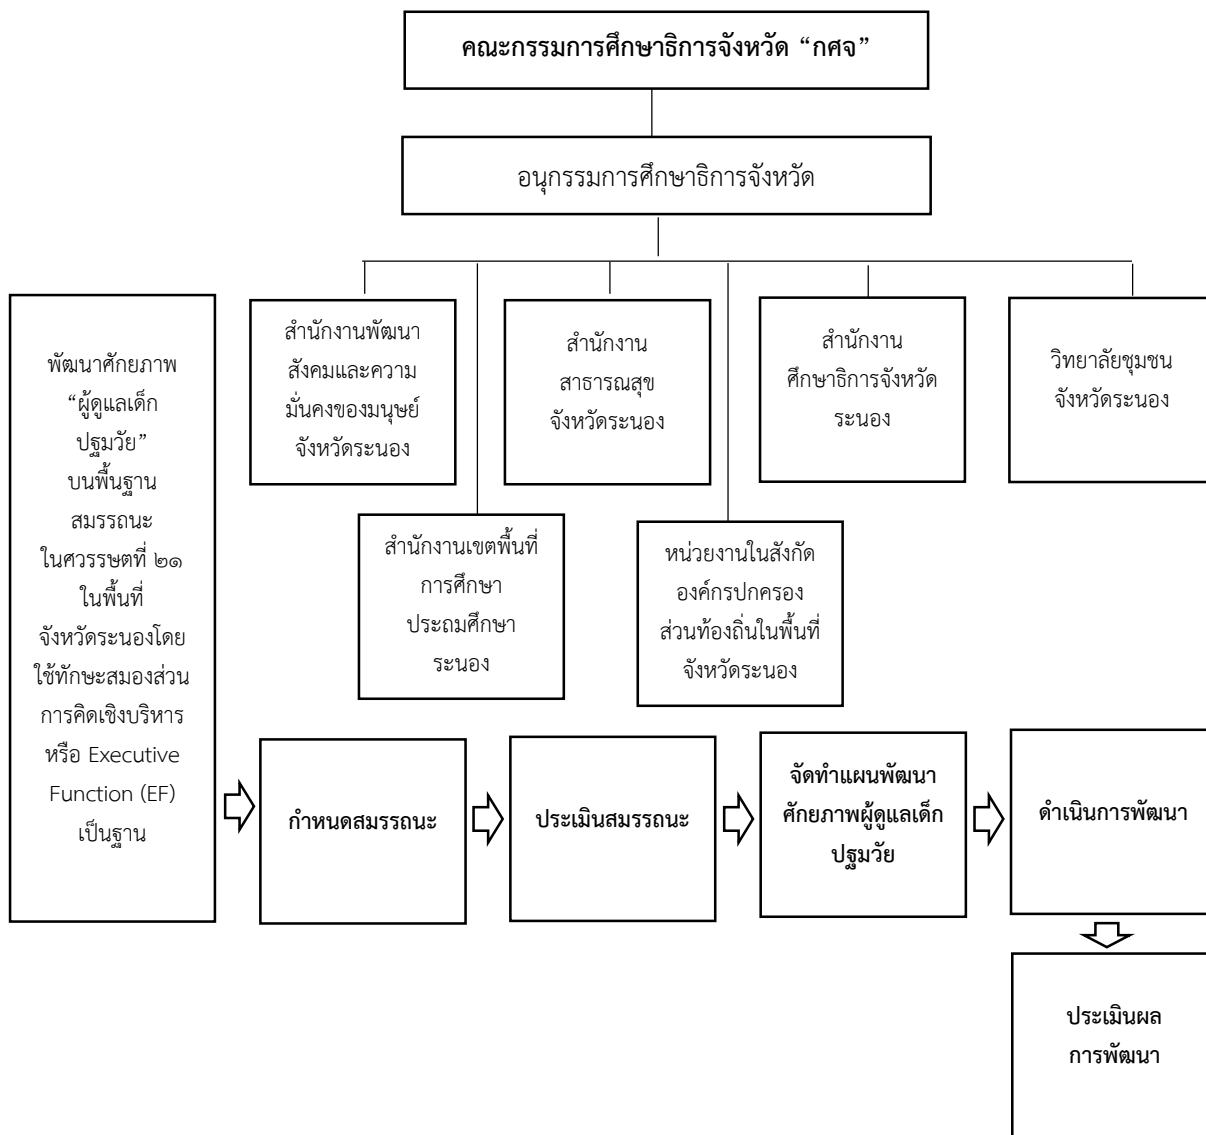 คณะกรรมการศึกษาธิการจังหวัด “กศจ”
อนุกรรมการศึกษาธิการจังหวัด
พัฒนาศักยภาพ
“ผู้ดูแลเด็ก
ปฐมวัย”
บนพื้นฐาน
สมรรถนะ
ในศวรรษตที่ ๒๑
ในพื้นที่
จังหวัดระนองโดย
ใช้ทักษะสมองส่วน
การคิดเชิงบริหาร
หรือ Executive
Function (EF)
เป็นฐาน
สำนักงานพัฒนา
สังคมและความ
มั่นคงของมนุษย์
จังหวัดระนอง
สำนักงาน
สาธารณสุข
จังหวัดระนอง
สำนักงาน
ศึกษาธิการจังหวัด
ระนอง
วิทยาลัยชุมชน
จังหวัดระนอง
สำนักงานเขตพื้นที่
การศึกษา
ประถมศึกษา
ระนอง
หน่วยงานในสังกัด
องค์กรปกครอง
ส่วนท้องถิ่นในพื้นที่
จังหวัดระนอง
กำหนดสมรรถนะ
ประเมินสมรรถนะ
จัดทำแผนพัฒนา
ศักยภาพผู้ดูแลเด็ก
ปฐมวัย
ดำเนินการพัฒนา
ประเมินผล
การพัฒนา